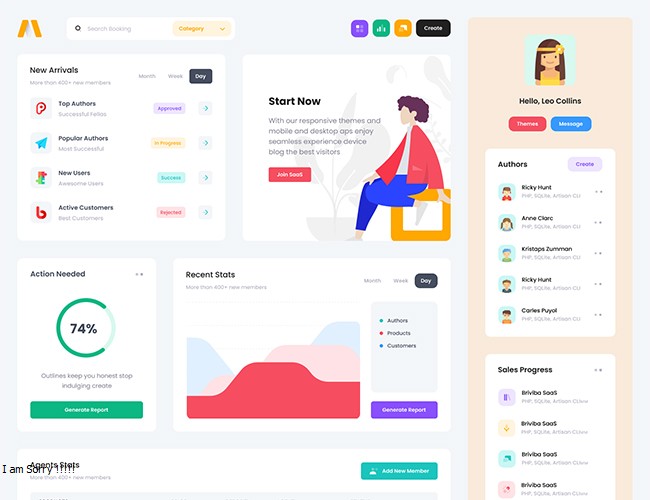 Search Booking
Category
Create
New Arrivals
More than 400+ new members
Month
Week
Day
Top Authors
Successful Fellas
Approved
Popular Authors
Most Successful
In Progress
New Users
Awesome Users
Success
Active Customers
Best Customers
Rejected
Start Now
With our responsive themes and
mobile and desktop aps enjoy
seamless experience device
blog the best visitors
Join SaaS
Hello, Leo Collins
Themes
Message
Authors
Create
Ricky Hunt
PHP, SQLite, Artisan CLI
Anne Clarc
PHP, SQLite, Artisan CLI
Kristaps Zumman
PHP, SQLite, Artisan CLI
Ricky Hunt
PHP, SQLite, Artisan CLI
Carles Puyol
PHP, SQLite, Artisan CLI
Action Needed
74%
Outlines keep you honest stop
indulging create
Generate Report
Recent Stats
More than 400+ new members
Month
Week
Day
Authors
Products
Customers
Generate Report
Sales Progress
Briviba SaaS
PHP, SQLite, Artisan CLIww
Briviba SaaS
PHP, SQLite, Artisan CLIww
Briviba SaaS
PHP, SQLite, Artisan CLIww
Briviba SaaS
PHP, SQLite, Artisan CLIww
Agents Stats
I am Sorry !!!!!
More than 400+ new members
Add New Member